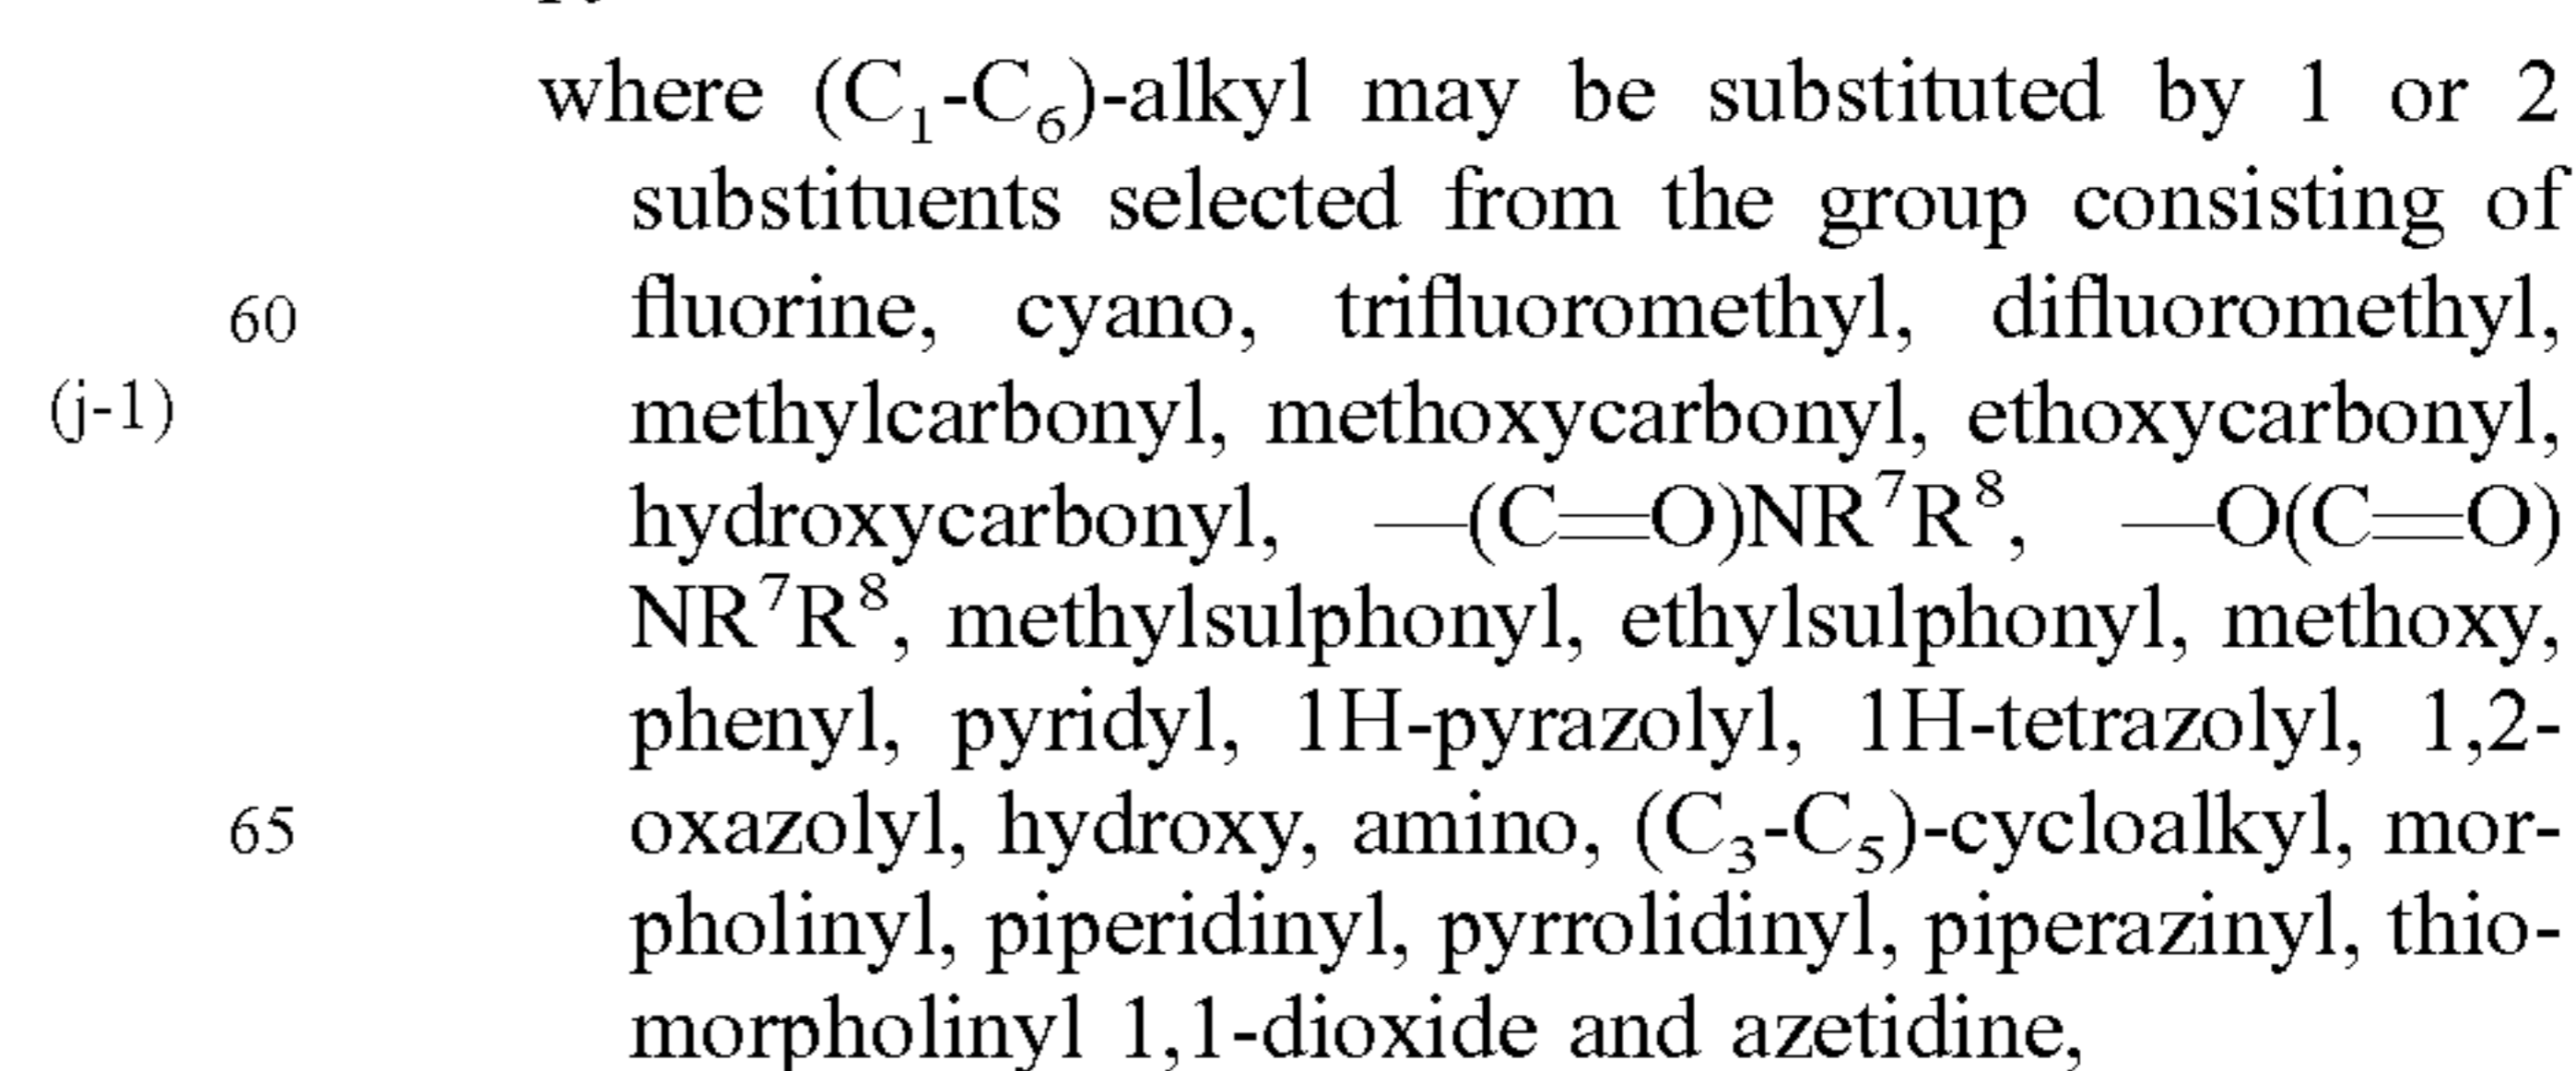 where (C₁-C₆)-alkyl may be substituted by 1 or 2
substituents selected from the group consisting of
60 fluorine, cyano, trifluoromethyl, difluoromethyl,
(j-1) methylcarbonyl, methoxycarbonyl, ethoxycarbonyl,
hydroxycarbonyl, —(C=O)NR⁷R⁸, —O(C=O)
NR⁷R⁸, methylsulphonyl, ethylsulphonyl, methoxy,
phenyl, pyridyl, 1H-pyrazolyl, 1H-tetrazolyl, 1,2-
65 oxazolyl, hydroxy, amino, (C₃-C₅)-cycloalkyl, mor-
pholinyl, piperidinyl, pyrrolidinyl, piperazinyl, thio-
morpholinyl 1,1-dioxide and azetidine,